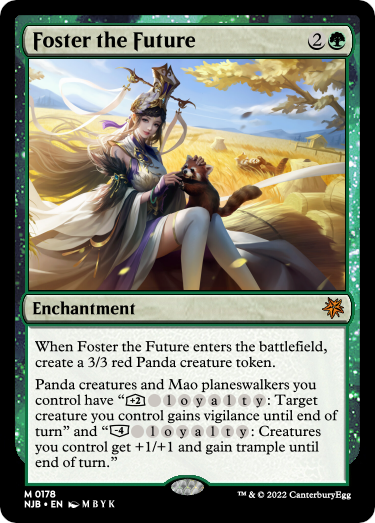 Foster the Future 2
Enchantment
When Foster the Future enters the battlefield,
create a 3/3 red Panda creature token.
Panda creatures and Mao planeswalkers you
control have “+2 l o y a l t y: Target
creature you control gains vigilance until end
of turn” and “-4 l o y a l t y: Creatures
you control get +1/+1 and gain trample until
end of turn.”
M 0178
NJB • EN MBYK
™ & © 2022 CanterburyEgg